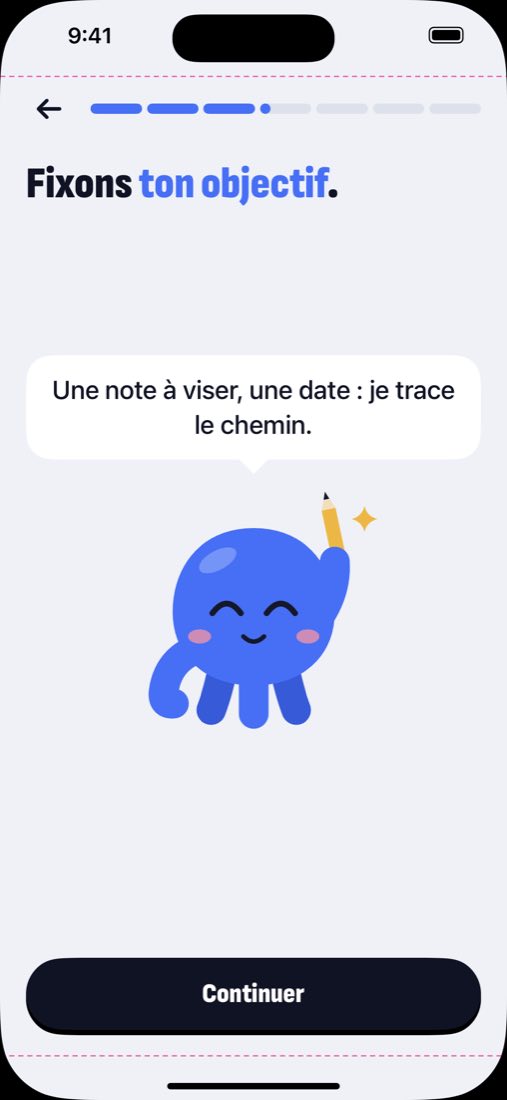 9:41
Fixons ton objectif.
Une note à viser, une date : je trace
le chemin.
Continuer